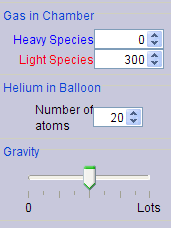 Gas in Chamber
Heavy Species 0
Light Species 300
Helium in Balloon
Number of
atoms 20
Gravity
0 Lots